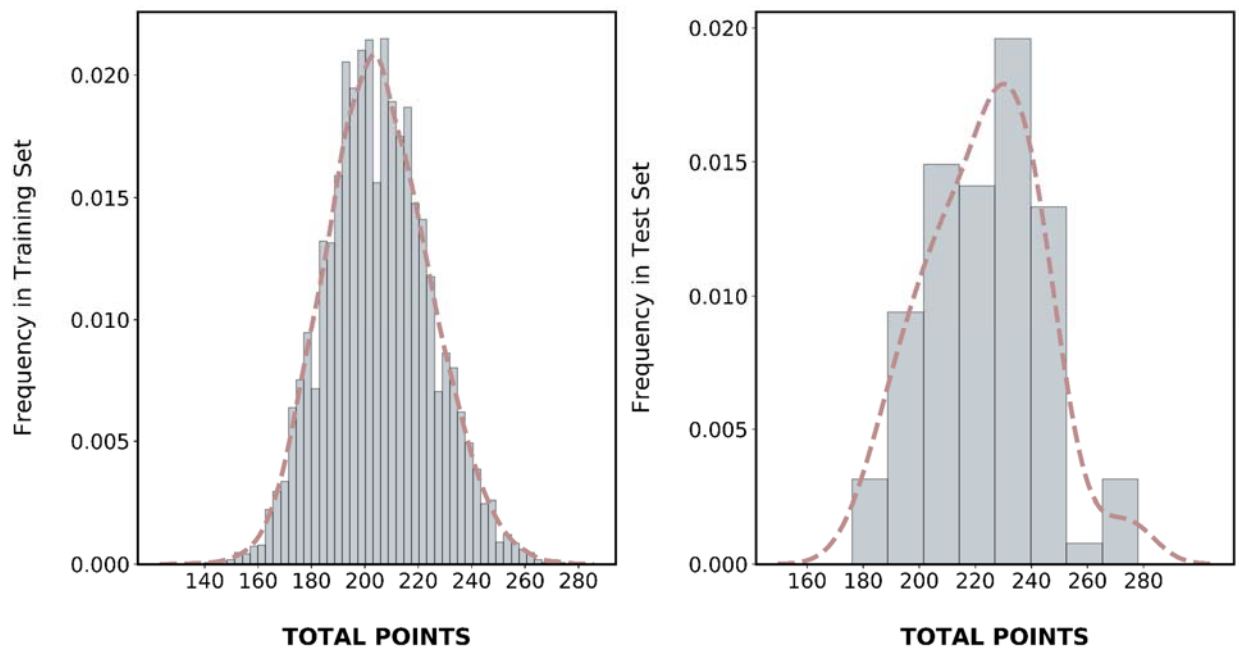 Frequency in Training Set
0.020
0.015
0.010
0.005
0.000
140 160 180 200 220 240 260 280
TOTAL POINTS
Frequency in Test Set
0.020
0.015
0.010
0.005
0.000
160 180 200 220 240 260 280
TOTAL POINTS